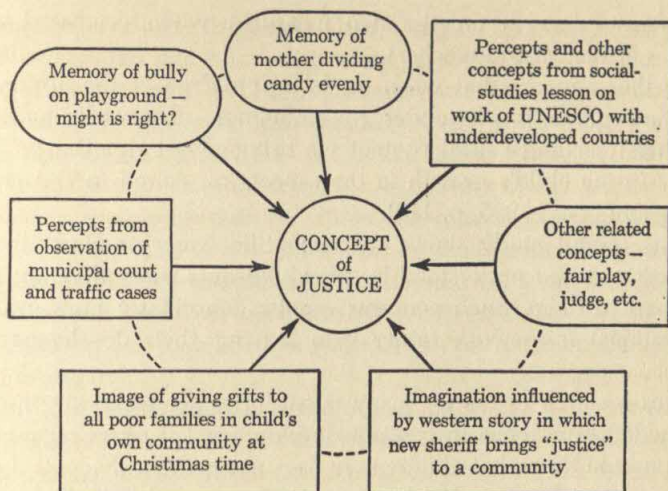 Memory of bully
on playground –
might is right?
Memory of
mother dividing
candy evenly
Percepts and other
concepts from social-
studies lesson on
work of UNESCO with
underdeveloped countries
Percepts from
observation of
municipal court
and traffic cases
CONCEPT
of
JUSTICE
Other related
concepts –
fair play,
judge, etc.
Image of giving gifts to
all poor families in child's
own community at
Christimas time
Imagination influenced
by western story in which
new sheriff brings "justice"
to a community